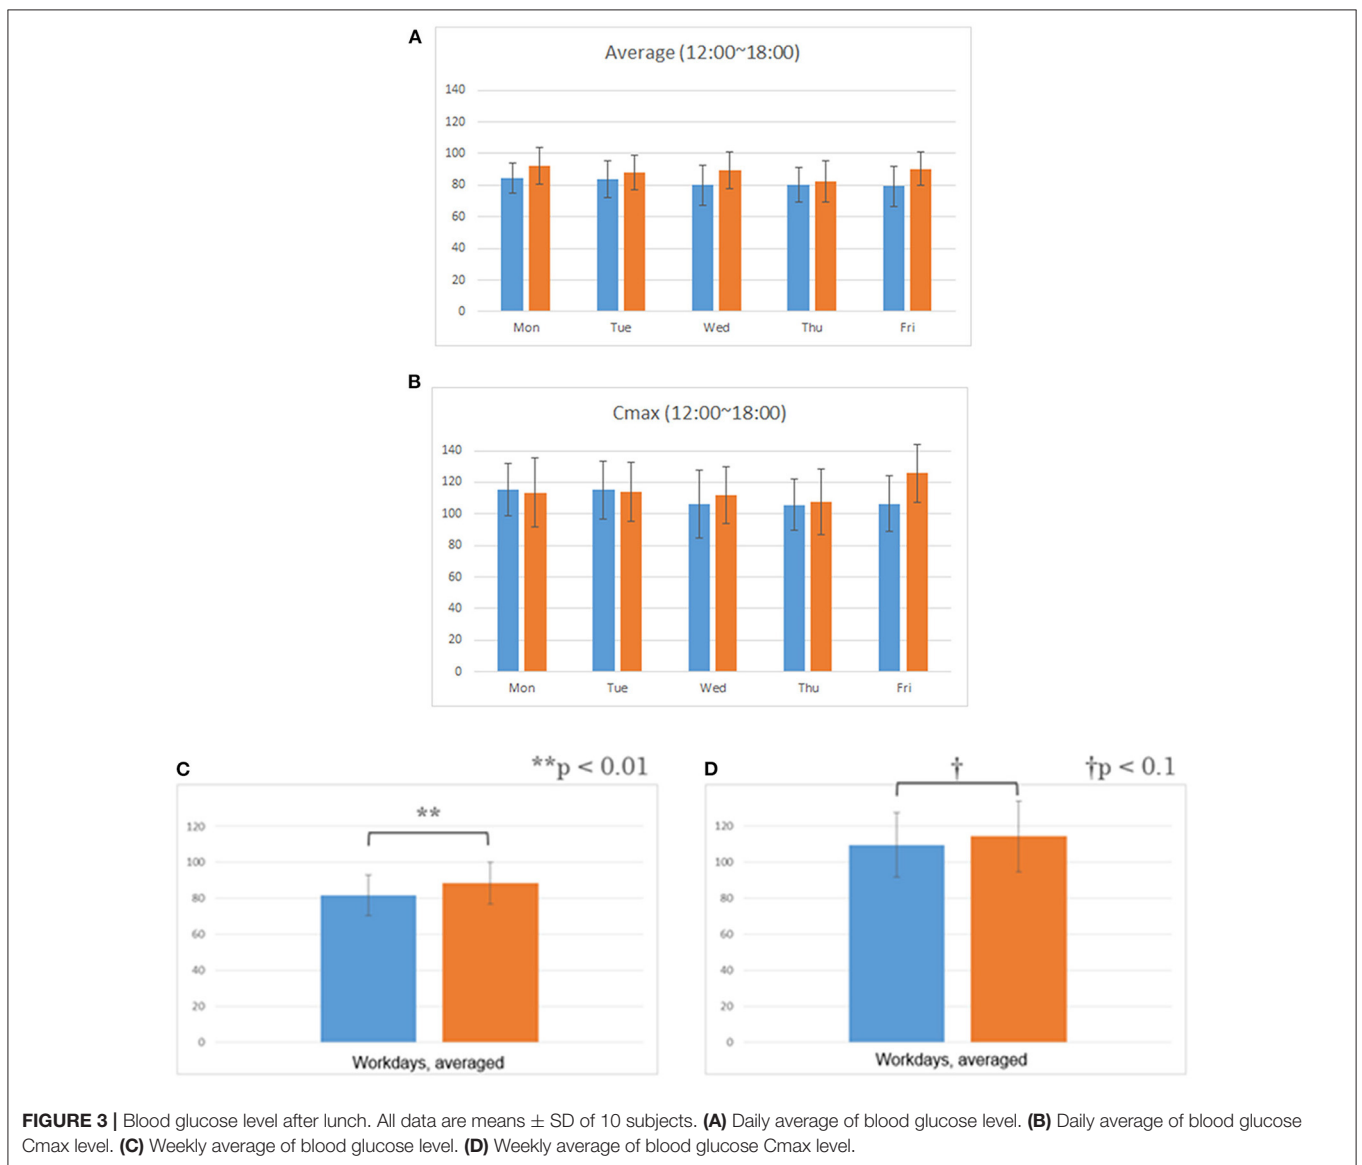 A
Average (12:00~18:00)
140
120
100
80
60
40
20
0
Mon Tue Wed Thu Fri
B
Cmax (12:00~18:00)
140
120
100
80
60
40
20
0
Mon Tue Wed Thu Fri
C
**p < 0.01
**
120
100
80
60
40
20
0
Workdays, averaged
D
†
†p < 0.1
120
100
80
60
40
20
0
Workdays, averaged
FIGURE 3 | Blood glucose level after lunch. All data are means ± SD of 10 subjects. (A) Daily average of blood glucose level. (B) Daily average of blood glucose
Cmax level. (C) Weekly average of blood glucose level. (D) Weekly average of blood glucose Cmax level.